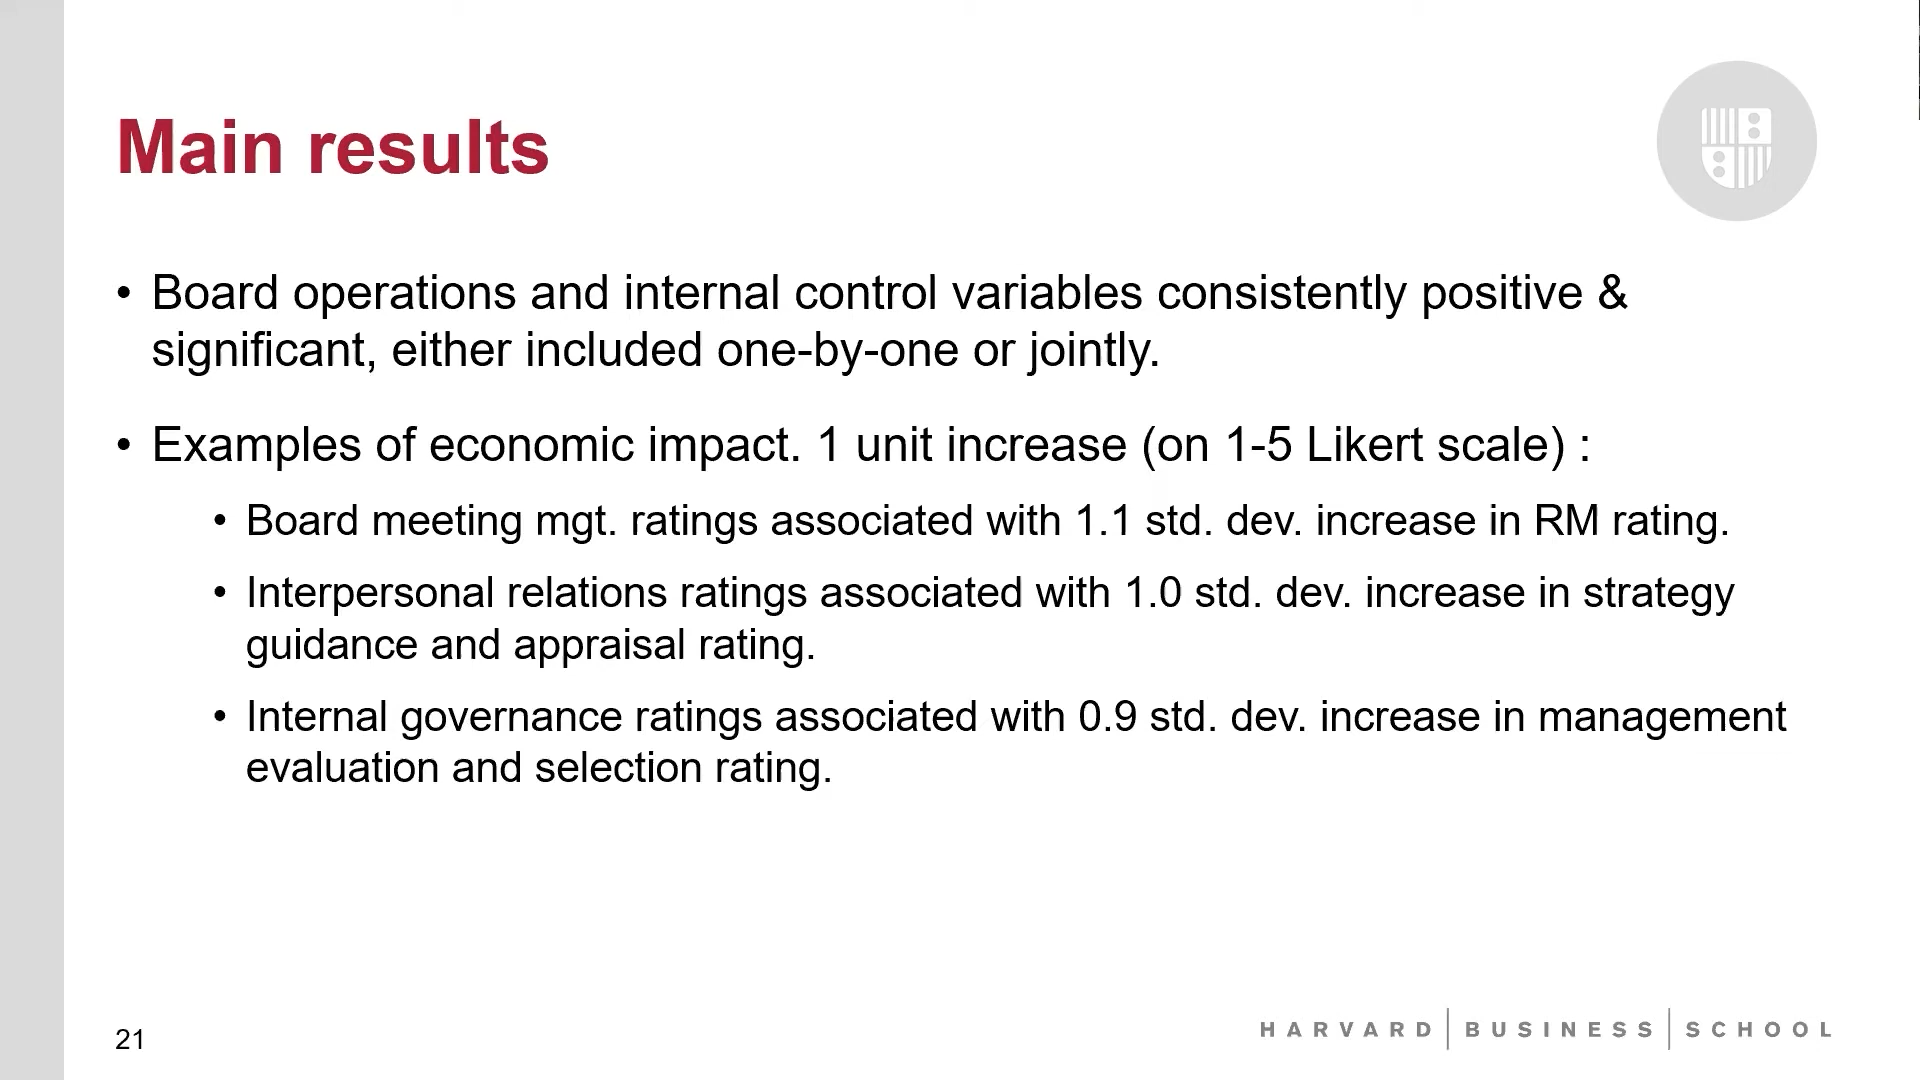 Main results
• Board operations and internal control variables consistently positive &
significant, either included one-by-one or jointly.
• Examples of economic impact. 1 unit increase (on 1-5 Likert scale) :
• Board meeting mgt. ratings associated with 1.1 std. dev. increase in RM rating.
• Interpersonal relations ratings associated with 1.0 std. dev. increase in strategy
guidance and appraisal rating.
• Internal governance ratings associated with 0.9 std. dev. increase in management
evaluation and selection rating.
21
HARVARD | BUSINESS | SCHOOL